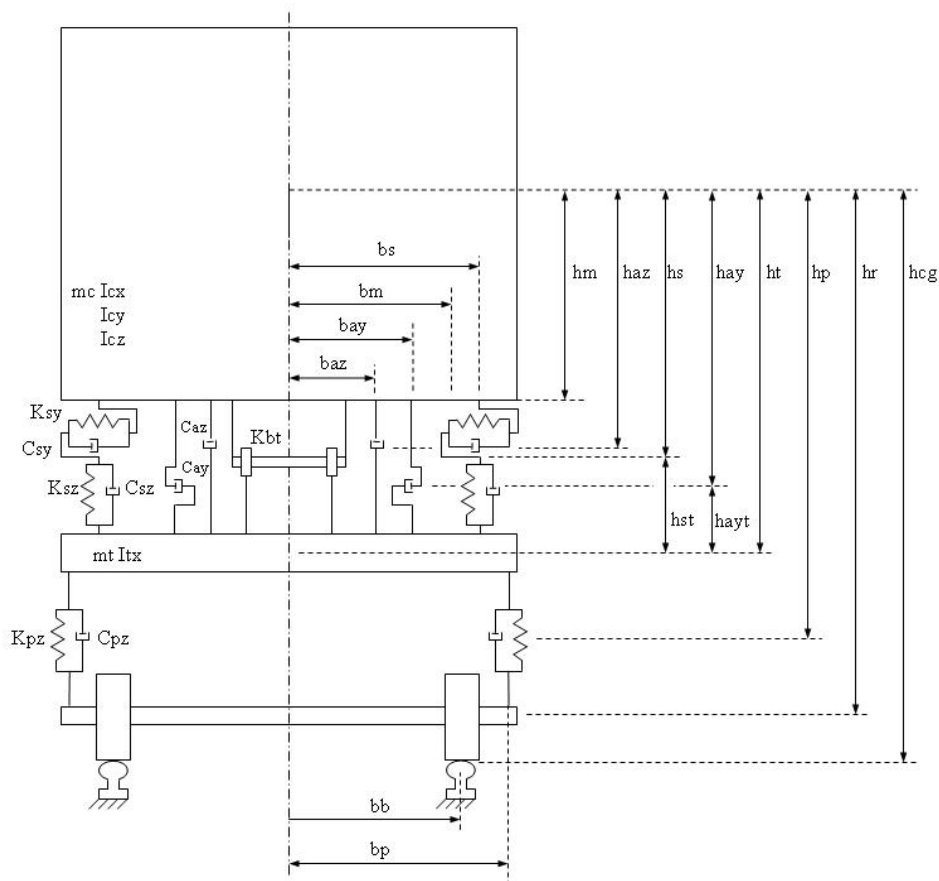 bs
hm
haz
hs
hay
ht
hp
hr
hcg
mc Icx
Icy
Icz
bm
bay
baz
Ksy
Csy
Caz
Kbt
Cay
Ksz
Csz
hst
hayt
mt Itx
Kpz
Cpz
bb
bp